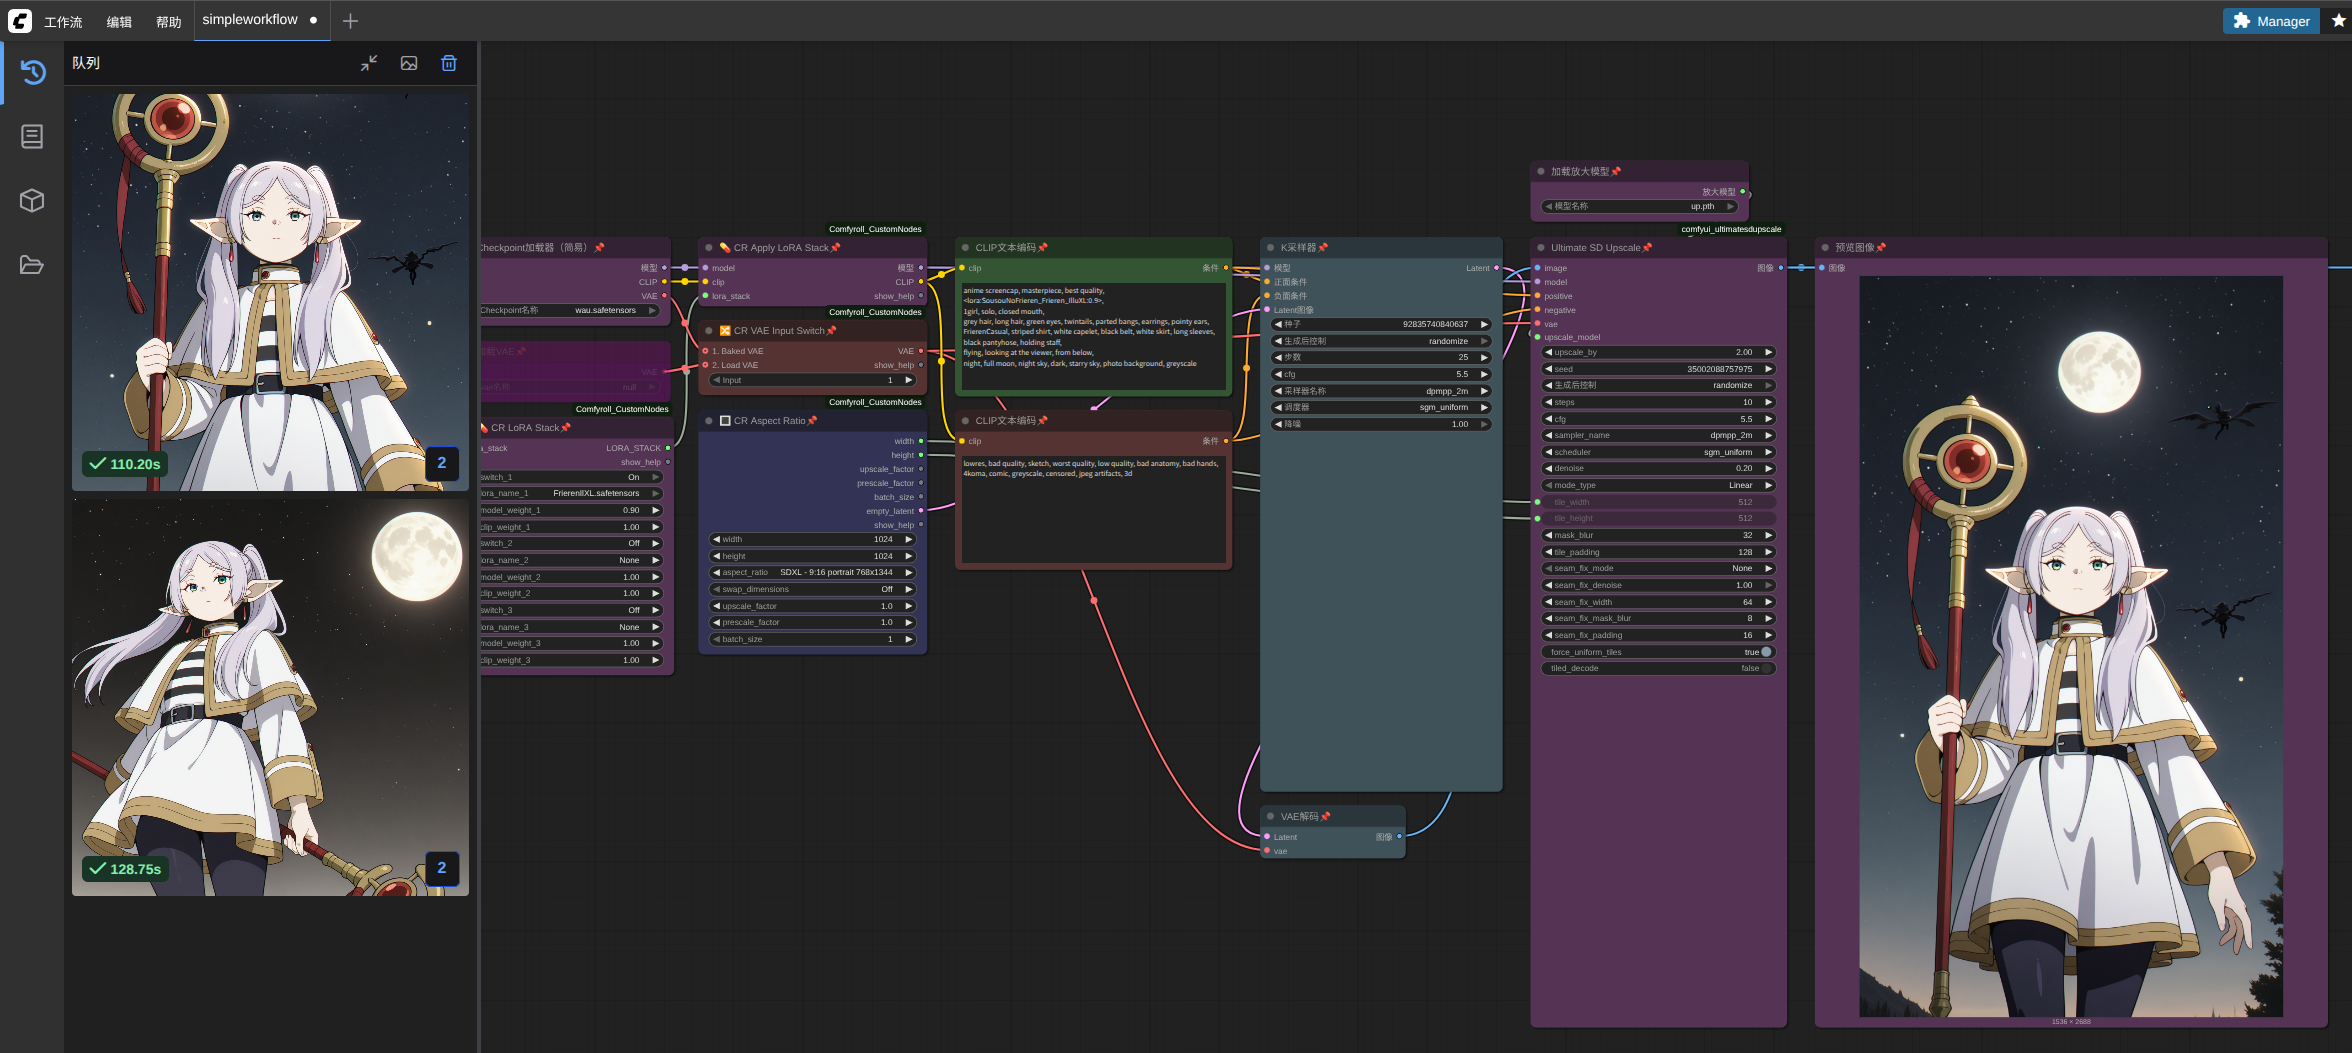 工作流
编辑
帮助
simpleworkflow
Manager
队列
110.20s
2
128.75s
2
Checkpoint加载器（简易）
模型
CLIP
VAE
Checkpoint名称 wau.safetensors
加载VAE
VAE
null
Comfyroll_CustomNodes
CR LoRA Stack
_stack LORA_STACK
show_help
switch_1 On
lora_name_1 FrierenIlXL.safetensors
model_weight_1 0.90
clip_weight_1 1.00
switch_2 Off
lora_name_2 None
model_weight_2 1.00
clip_weight_2 1.00
switch_3 Off
lora_name_3 None
model_weight_3 1.00
clip_weight_3 1.00
Comfyroll_CustomNodes
CR Apply LoRA Stack
model 模型
clip CLIP
lora_stack show_help
Comfyroll_CustomNodes
CR VAE Input Switch
1. Baked VAE VAE
2. Load VAE show_help
Input 1
Comfyroll_CustomNodes
CR Aspect Ratio
width
height
upscale_factor
prescale_factor
batch_size
empty_latent
show_help
width 1024
height 1024
aspect_ratio SDXL - 9:16 portrait 768x1344
swap_dimensions Off
upscale_factor 1.0
prescale_factor 1.0
batch_size 1
CLIP文本编码
clip 条件
anime screencap, masterpiece, best quality,
<lora:SousouNoFrieren_Frieren_IlluXL:0.9>,
1girl, solo, closed mouth,
grey hair, long hair, green eyes, twintails, parted bangs, earrings, pointy ears,
FrierenCasual, striped shirt, white capelet, black belt, white skirt, long sleeves,
black pantyhose, holding staff,
flying, looking at the viewer, from below,
night, full moon, night sky, dark, starry sky, photo background, greyscale
CLIP文本编码
clip 条件
lowres, bad quality, sketch, worst quality, low quality, bad anatomy, bad hands,
4koma, comic, greyscale, censored, jpeg artifacts, 3d
K采样器
模型 Latent
正面条件
负面条件
Latent图像
种子 92835740840637
生成后控制 randomize
步数 25
cfg 5.5
采样器名称 dpmpp_2m
调度器 sgm_uniform
降噪 1.00
VAE解码
Latent 图像
vae
加载放大模型
放大模型
模型名称 up.pth
comfyui_ultimatesdupscale
Ultimate SD Upscale
image 图像
model
positive
negative
vae
upscale_model
upscale_by 2.00
seed 35002088757975
生成后控制 randomize
steps 10
cfg 5.5
sampler_name dpmpp_2m
scheduler sgm_uniform
denoise 0.20
mode_type Linear
tile_width 512
tile_height 512
mask_blur 32
tile_padding 128
seam_fix_mode None
seam_fix_denoise 1.00
seam_fix_width 64
seam_fix_mask_blur 8
seam_fix_padding 16
force_uniform_tiles true
tiled_decode false
预览图像
图像
1536 × 2688